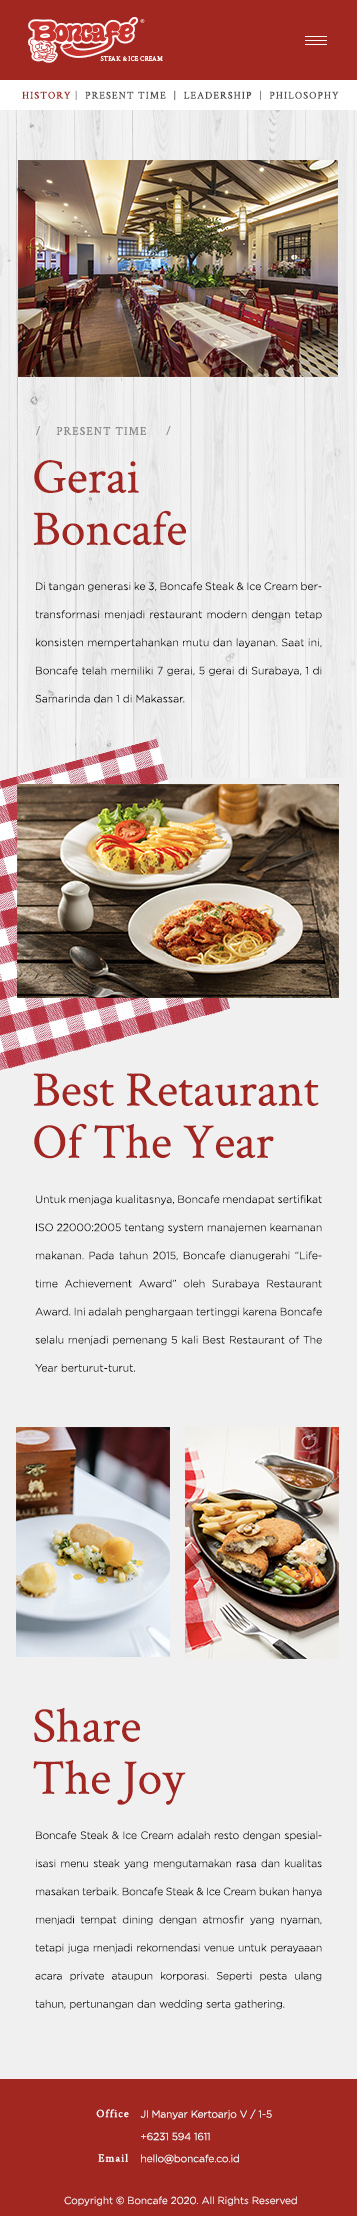 Boncafé®
STEAK & ICE CREAM
HISTORY | PRESENT TIME | LEADERSHIP | PHILOSOPHY
/ PRESENT TIME /
Gerai
Boncafe
Di tangan generasi ke 3, Boncafe Steak & Ice Cream ber-
transformasi menjadi restaurant modern dengan tetap
konsisten mempertahankan mutu dan layanan. Saat ini,
Boncafe telah memiliki 7 gerai, 5 gerai di Surabaya, 1 di
Samarinda dan 1 di Makassar.
Best Retaurant
Of The Year
Untuk menjaga kualitasnya, Boncafe mendapat sertifikat
ISO 22000:2005 tentang system manajemen keamanan
makanan. Pada tahun 2015, Boncafe dianugerahi “Life-
time Achievement Award” oleh Surabaya Restaurant
Award. Ini adalah penghargaan tertinggi karena Boncafe
selalu menjadi pemenang 5 kali Best Restaurant of The
Year berturut-turut.
RARE TEAS
Share
The Joy
Boncafe Steak & Ice Cream adalah resto dengan spesial-
isasi menu steak yang mengutamakan rasa dan kualitas
masakan terbaik. Boncafe Steak & Ice Cream bukan hanya
menjadi tempat dining dengan atmosfir yang nyaman,
tetapi juga menjadi rekomendasi venue untuk perayaaan
acara private ataupun korporasi. Seperti pesta ulang
tahun, pertunangan dan wedding serta gathering.
Office Jl Manyar Kertoarjo V / 1-5
+6231 594 1611
Email hello@boncafe.co.id
Copyright © Boncafe 2020. All Rights Reserved